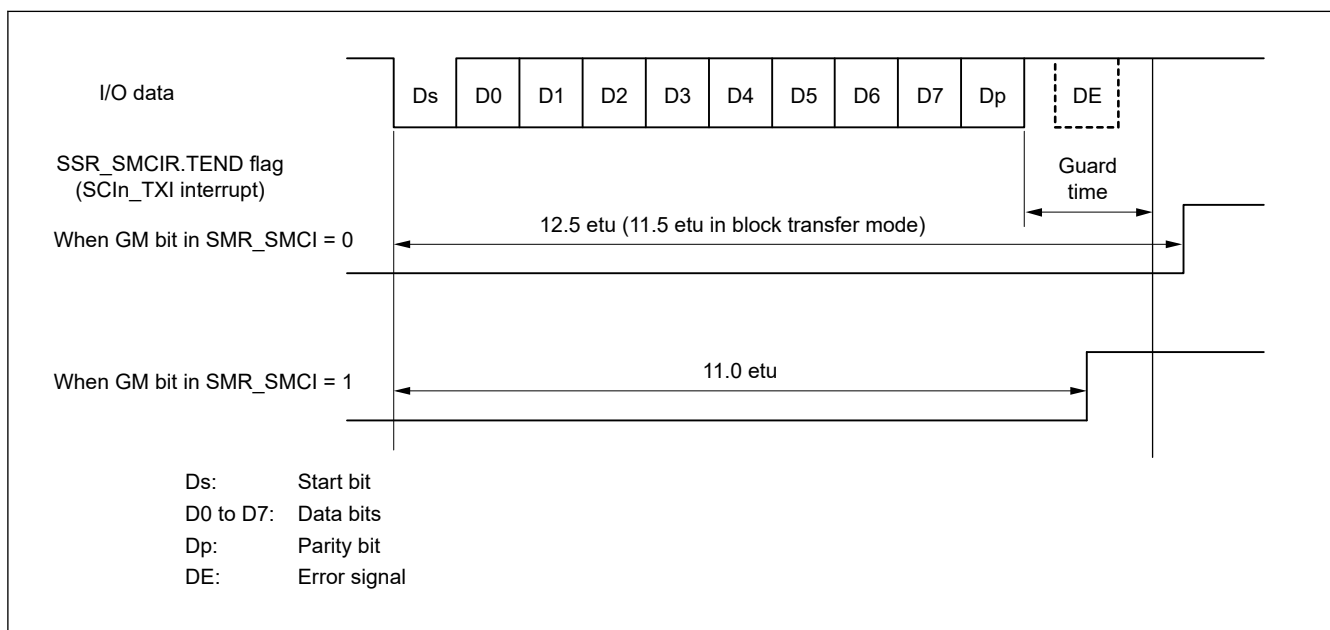 I/O data
Ds D0 D1 D2 D3 D4 D5 D6 D7 Dp DE
SSR_SMCIR.TEND flag
(SCIn_TXI interrupt)
Guard
time
When GM bit in SMR_SMCI = 0
12.5 etu (11.5 etu in block transfer mode)
When GM bit in SMR_SMCI = 1
11.0 etu
Ds: Start bit
D0 to D7: Data bits
Dp: Parity bit
DE: Error signal